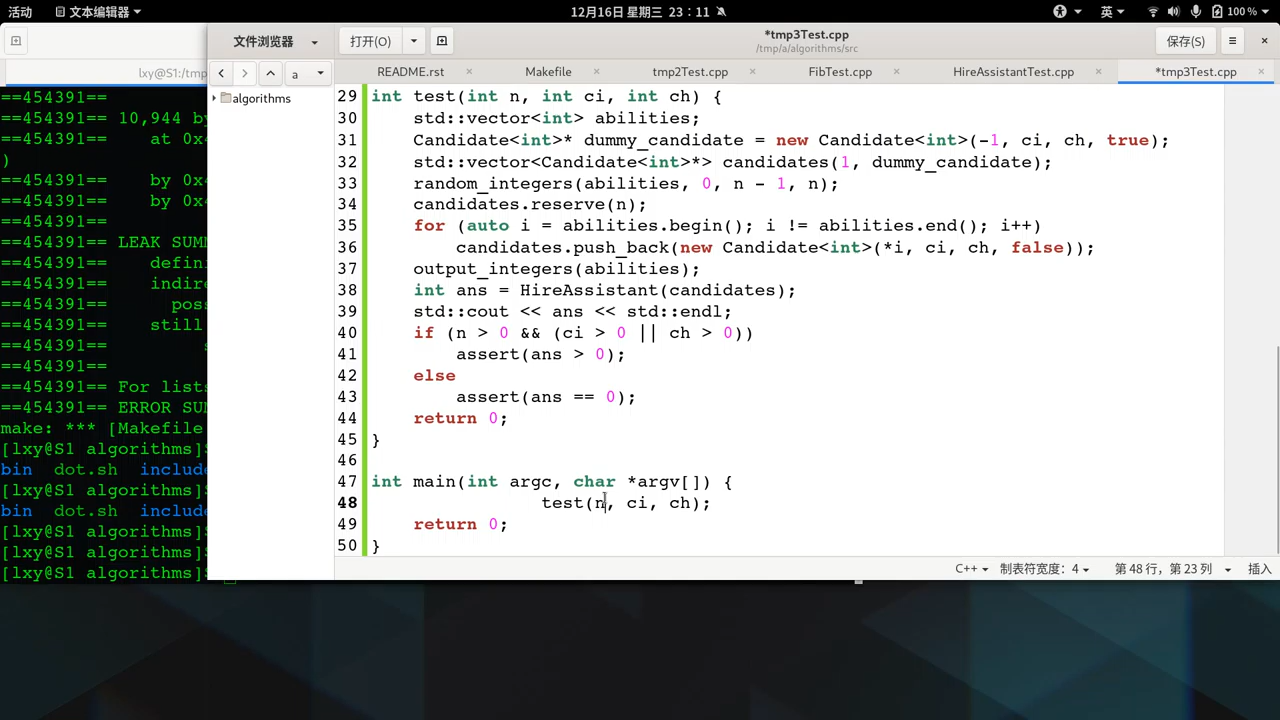 活动 文本编辑器 12月16日 星期三 23：11 英 100 %
文件浏览器 打开(O) *tmp3Test.cpp 保存(S)
/tmp/a/algorithms/src
lxy@S1:/tmp
a README.rst Makefile tmp2Test.cpp FibTest.cpp HireAssistantTest.cpp *tmp3Test.cpp
algorithms
==454391==
==454391== 10,944 by
==454391== at 0x4
)
==454391== by 0x4
==454391== by 0x4
==454391==
==454391== LEAK SUMM
==454391== defin
==454391== indire
==454391== poss
==454391== still
==454391== s
==454391==
==454391== For lists
==454391== ERROR SUM
make: *** [Makefile
[lxy@S1 algorithms]$
bin dot.sh include
[lxy@S1 algorithms]$
bin dot.sh include
[lxy@S1 algorithms]$
[lxy@S1 algorithms]$
[lxy@S1 algorithms]$
29 int test(int n, int ci, int ch) {
30 std::vector<int> abilities;
31 Candidate<int>* dummy_candidate = new Candidate<int>(-1, ci, ch, true);
32 std::vector<Candidate<int>*> candidates(1, dummy_candidate);
33 random_integers(abilities, 0, n - 1, n);
34 candidates.reserve(n);
35 for (auto i = abilities.begin(); i != abilities.end(); i++)
36 candidates.push_back(new Candidate<int>(*i, ci, ch, false));
37 output_integers(abilities);
38 int ans = HireAssistant(candidates);
39 std::cout << ans << std::endl;
40 if (n > 0 && (ci > 0 || ch > 0))
41 assert(ans > 0);
42 else
43 assert(ans == 0);
44 return 0;
45 }
46
47 int main(int argc, char *argv[]) {
48 test(n, ci, ch);
49 return 0;
50 }
C++ 制表符宽度：4 第 48 行，第 23 列 插入